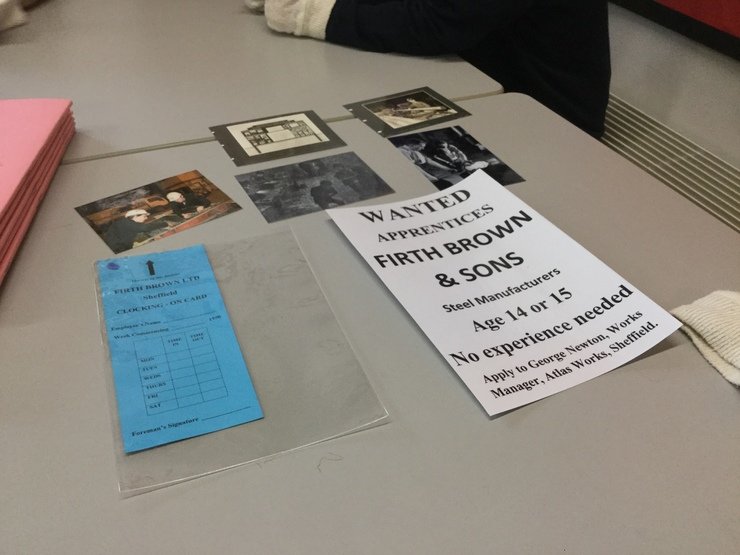 FIRTH BROWN LTD
Sheffield
CLOCKING - ON CARD
Employee's Name
Week Commencing
TIME IN
TIME OUT
MON
TUES
WEDS
THURS
FRI
SAT
Foreman's Signature
WANTED
APPRENTICES
FIRTH BROWN
& SONS
Steel Manufacturers
Age 14 or 15
No experience needed
Apply to George Newton, Works
Manager, Atlas Works, Sheffield.